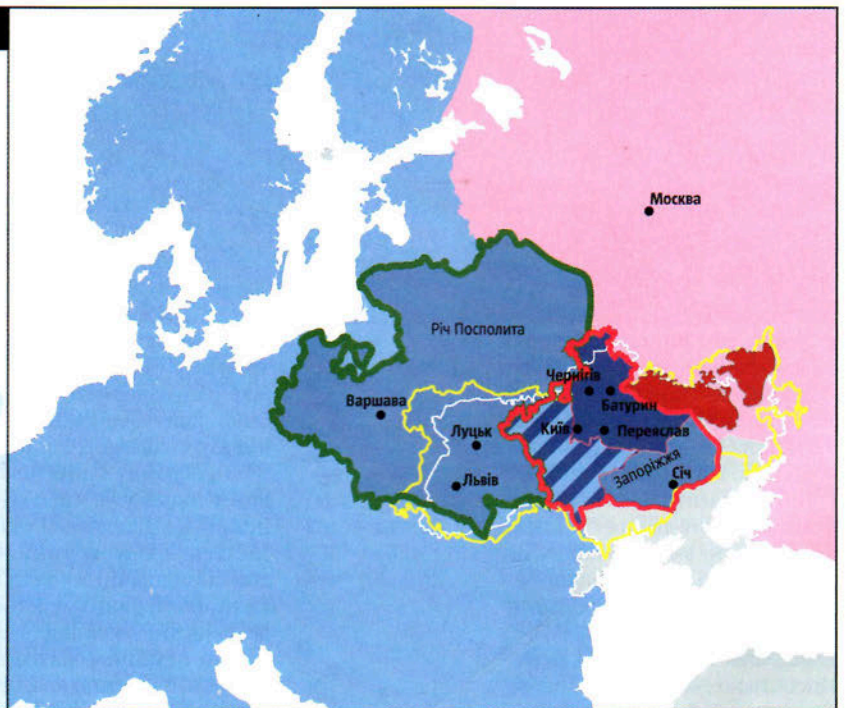 Москва
Річ Посполита
Чернігів
Варшава
Батурин
Київ
Переяслав
Луцьк
Запоріжжя
Січ
Львів